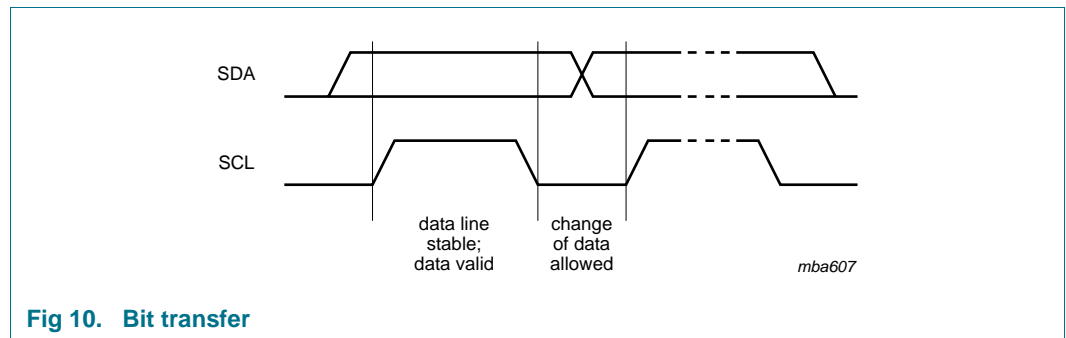 SDA
SCL
data line
stable;
data valid
change
of data
allowed
mba607
Fig 10. Bit transfer